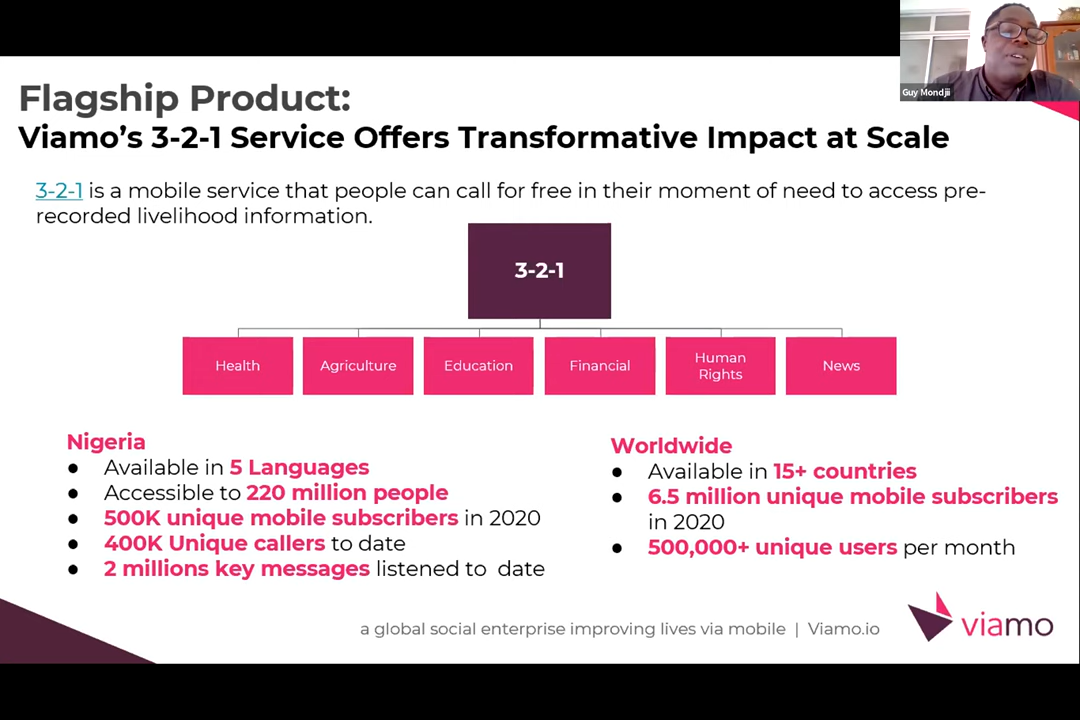 Guy Mondjii
Flagship Product:
Viamo's 3-2-1 Service Offers Transformative Impact at Scale
3-2-1 is a mobile service that people can call for free in their moment of need to access pre-
recorded livelihood information.
3-2-1
Health
Agriculture
Education
Financial
Human
Rights
News
Nigeria
● Available in 5 Languages
● Accessible to 220 million people
● 500K unique mobile subscribers in 2020
● 400K Unique callers to date
● 2 millions key messages listened to date
Worldwide
● Available in 15+ countries
● 6.5 million unique mobile subscribers
in 2020
● 500,000+ unique users per month
a global social enterprise improving lives via mobile | Viamo.io
viamo